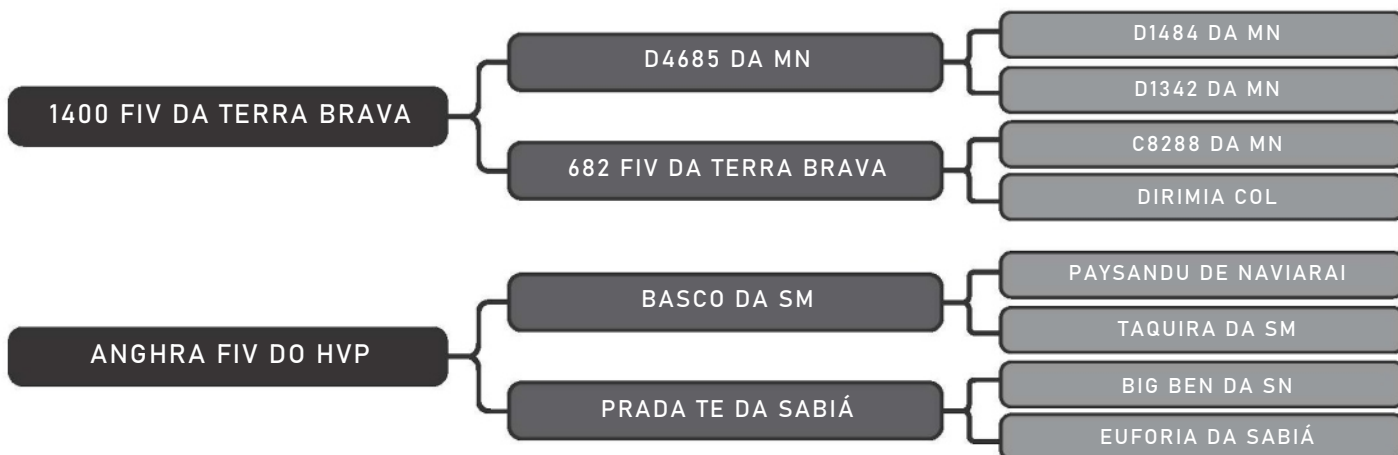 1400 FIV DA TERRA BRAVA
D4685 DA MN
D1484 DA MN
D1342 DA MN
682 FIV DA TERRA BRAVA
C8288 DA MN
DIRIMIA COL
ANGHRA FIV DO HVP
BASCO DA SM
PAYSANDU DE NAVIARAI
TAQUIRA DA SM
PRADA TE DA SABIÁ
BIG BEN DA SN
EUFORIA DA SABIÁ